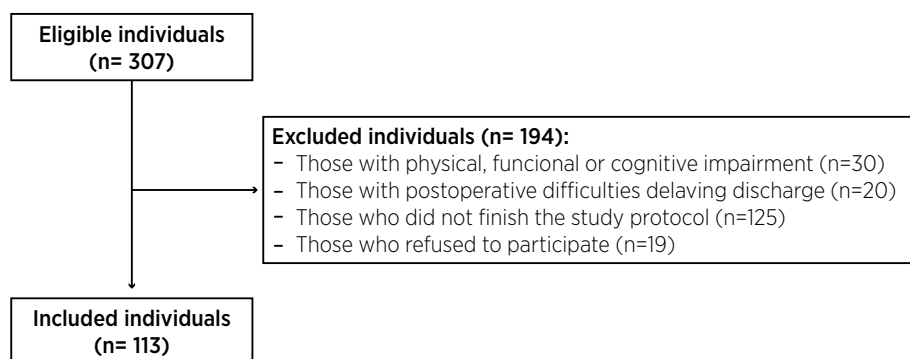 Eligible individuals
(n= 307)
Excluded individuals (n= 194):
- Those with physical, funcional or cognitive impairment (n=30)
- Those with postoperative difficulties delaving discharge (n=20)
- Those who did not finish the study protocol (n=125)
- Those who refused to participate (n=19)
Included individuals
(n= 113)